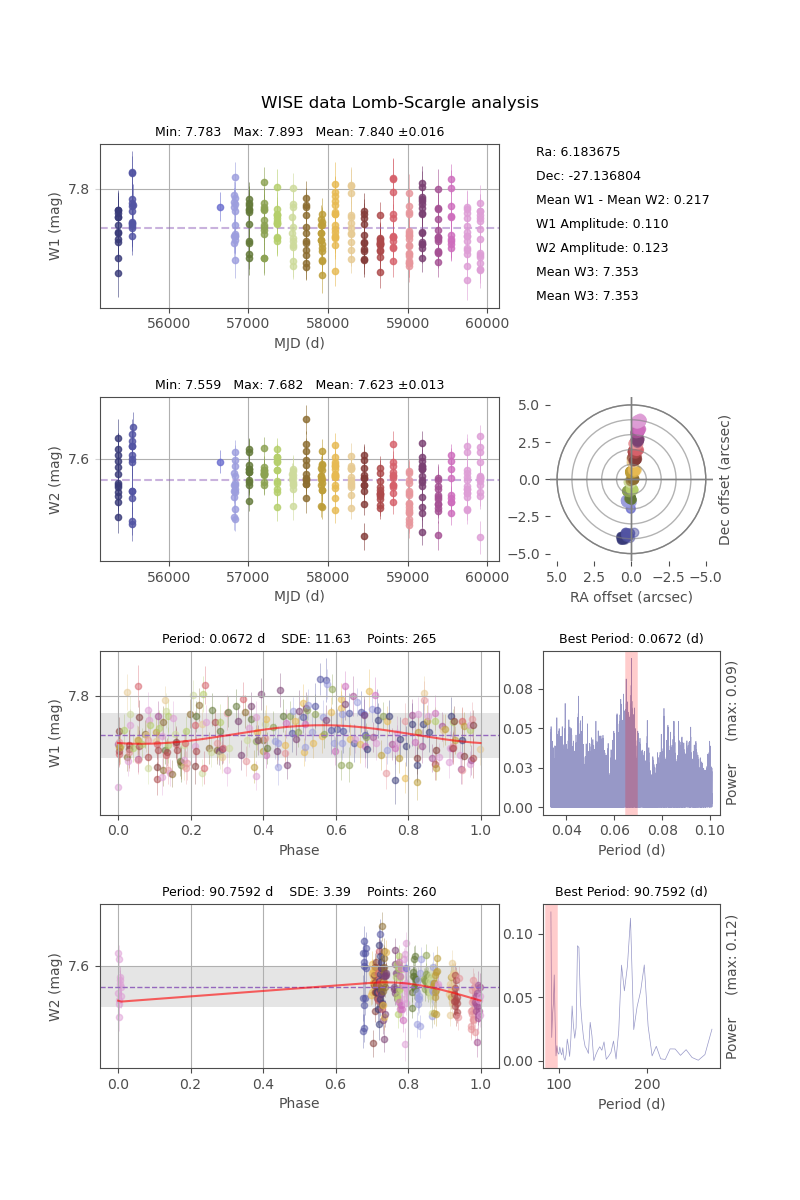 WISE data Lomb-Scargle analysis
Min: 7.783 Max: 7.893 Mean: 7.840 ±0.016
W1 (mag)
7.8
56000 57000 58000 59000 60000
MJD (d)
Ra: 6.183675
Dec: -27.136804
Mean W1 - Mean W2: 0.217
W1 Amplitude: 0.110
W2 Amplitude: 0.123
Mean W3: 7.353
Mean W3: 7.353
Min: 7.559 Max: 7.682 Mean: 7.623 ±0.013
W2 (mag)
7.6
56000 57000 58000 59000 60000
MJD (d)
5.0
2.5
0.0
−2.5
−5.0
5.0 2.5 0.0 −2.5 −5.0
RA offset (arcsec)
Dec offset (arcsec)
Period: 0.0672 d SDE: 11.63 Points: 265
W1 (mag)
7.8
0.0 0.2 0.4 0.6 0.8 1.0
Phase
Best Period: 0.0672 (d)
0.08
0.05
0.03
0.00
0.04 0.06 0.08 0.10
Period (d)
Power (max: 0.09)
Period: 90.7592 d SDE: 3.39 Points: 260
W2 (mag)
7.6
0.0 0.2 0.4 0.6 0.8 1.0
Phase
Best Period: 90.7592 (d)
0.10
0.05
0.00
100 200
Period (d)
Power (max: 0.12)